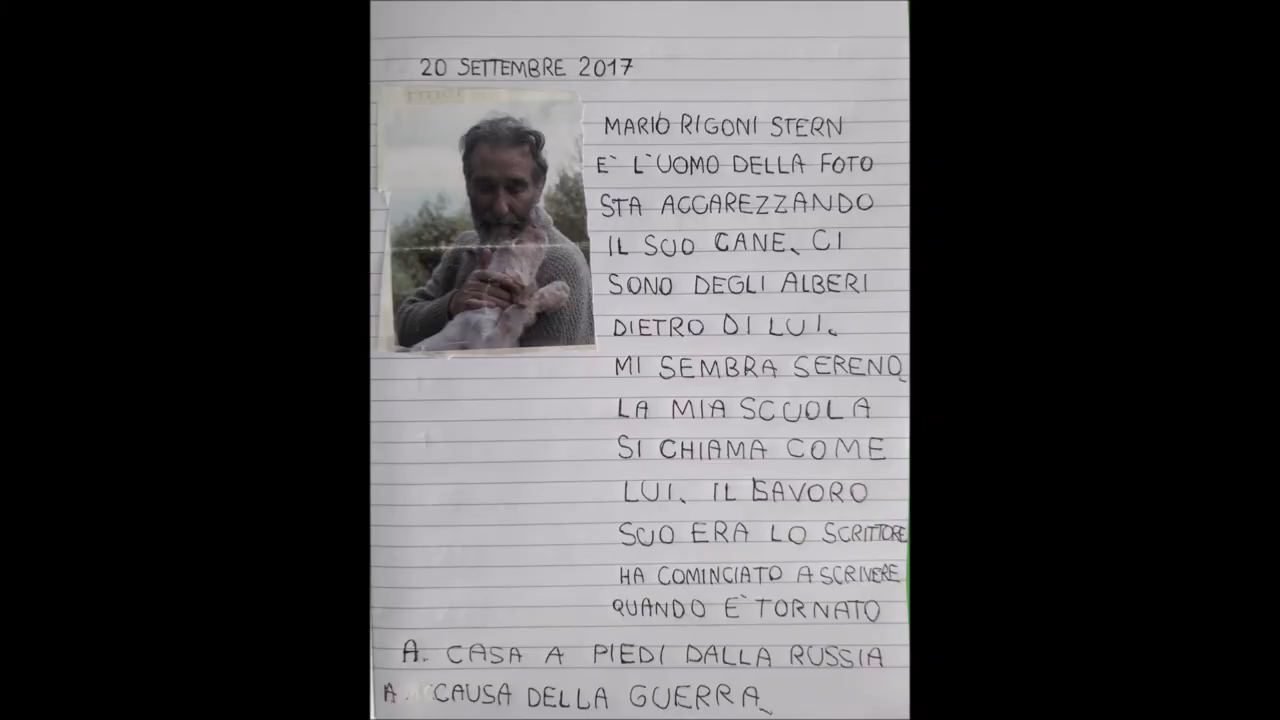 20 SETTEMBRE 2017
MARIO RIGONI STERN
E` L`UOMO DELLA FOTO
STA ACCAREZZANDO
IL SUO CANE. CI
SONO DEGLI ALBERI
DIETRO DI LUI.
MI SEMBRA SERENO.
LA MIA SCUOLA
SI CHIAMA COME
LUI. IL LAVORO
SUO ERA LO SCRITTORE
HA COMINCIATO A SCRIVERE
QUANDO E` TORNATO
A. CASA A PIEDI DALLA RUSSIA
A CAUSA DELLA GUERRA.